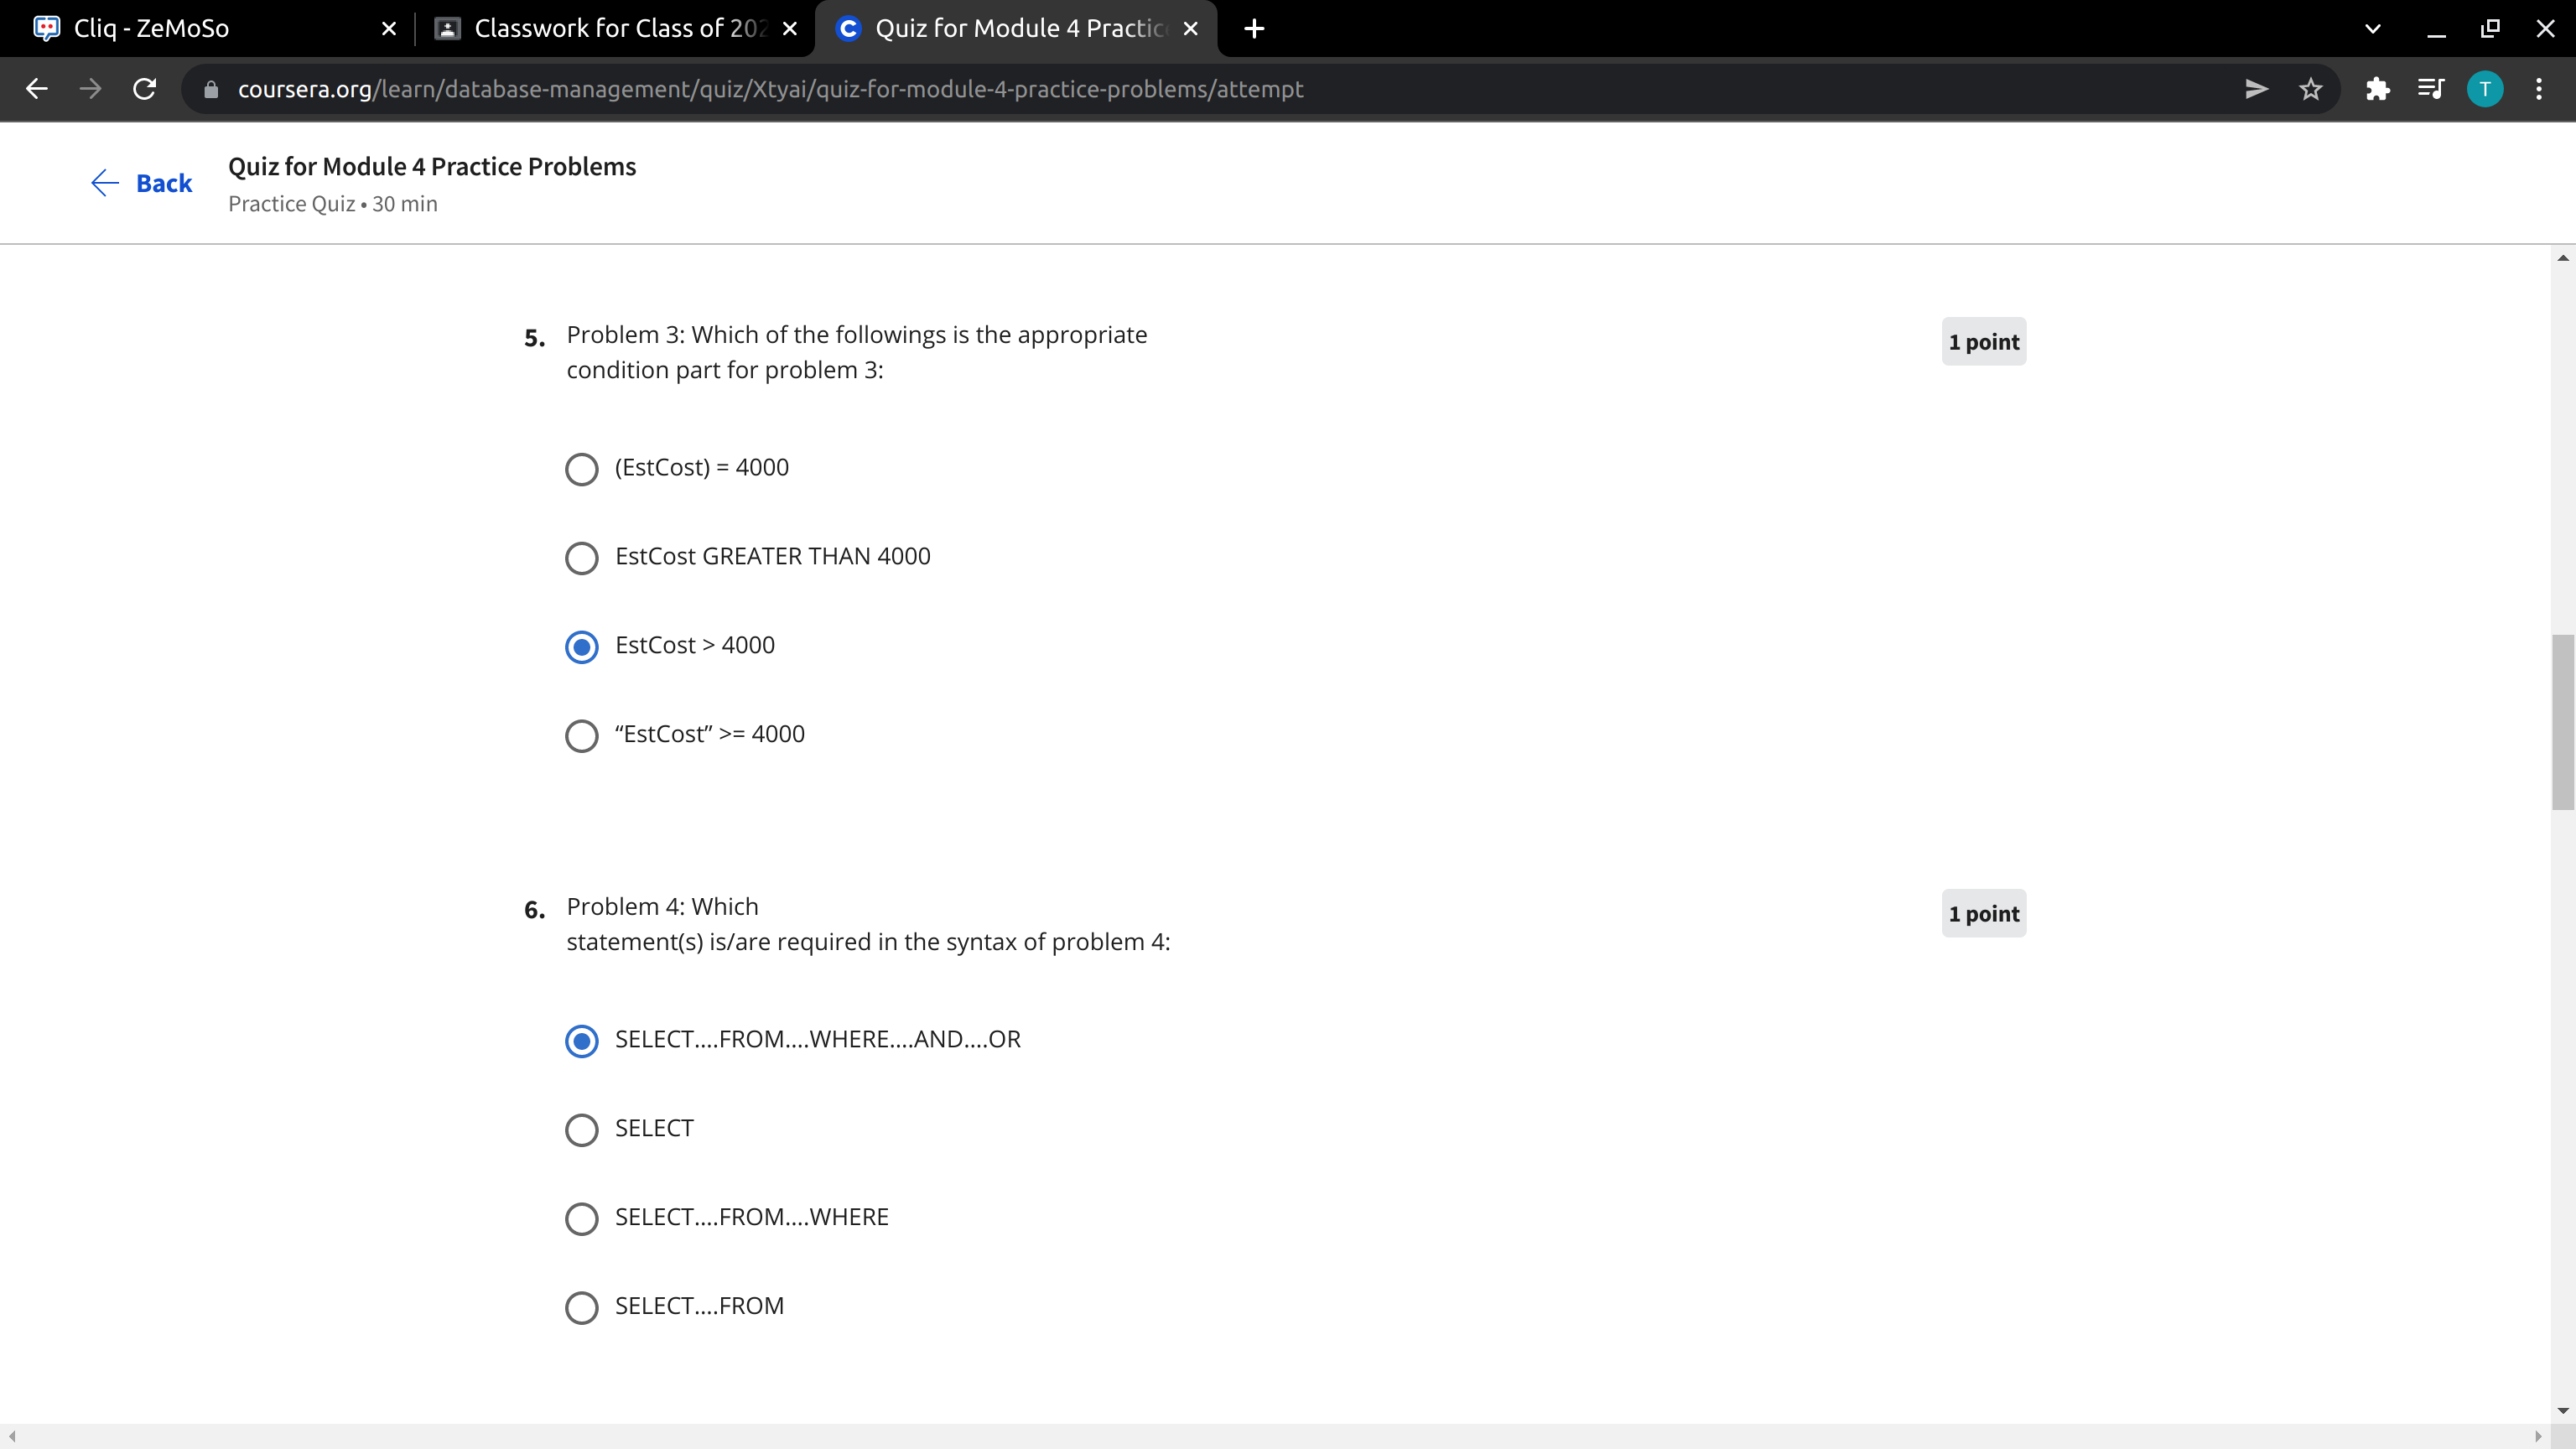 Cliq - ZeMoSo
Classwork for Class of 202
Quiz for Module 4 Practic
coursera.org/learn/database-management/quiz/Xtyai/quiz-for-module-4-practice-problems/attempt
T
Back
Quiz for Module 4 Practice Problems
Practice Quiz • 30 min
5. Problem 3: Which of the followings is the appropriate
condition part for problem 3:
1 point
(EstCost) = 4000
EstCost GREATER THAN 4000
EstCost > 4000
“EstCost” >= 4000
6. Problem 4: Which
statement(s) is/are required in the syntax of problem 4:
1 point
SELECT....FROM....WHERE....AND....OR
SELECT
SELECT....FROM....WHERE
SELECT....FROM